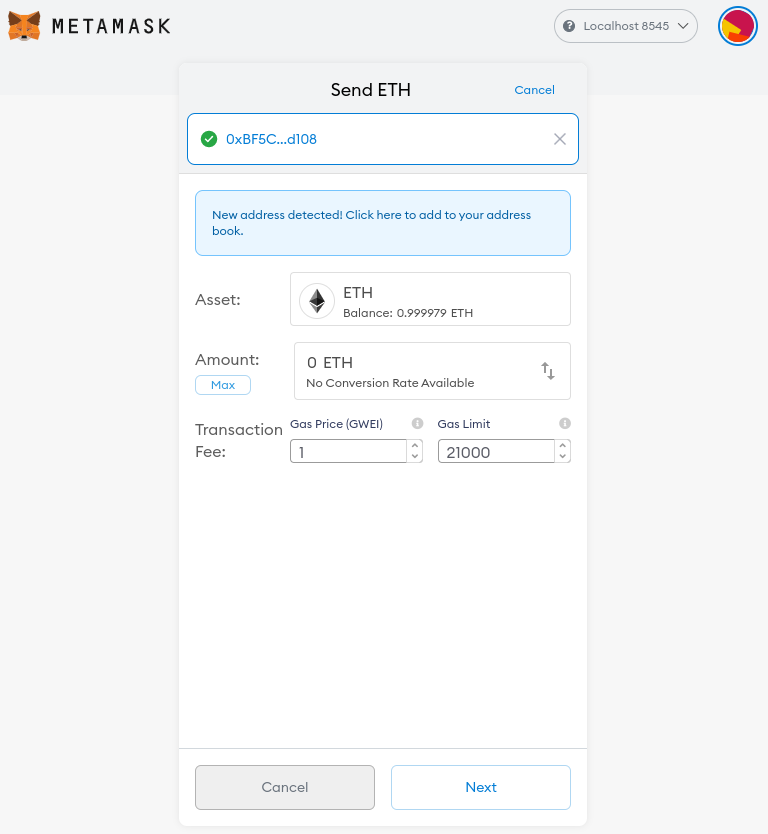 METAMASK
Localhost 8545
Send ETH
Cancel
0xBF5C...d108
New address detected! Click here to add to your address
book.
Asset:
ETH
Balance: 0.999979 ETH
Amount:
Max
0 ETH
No Conversion Rate Available
Transaction
Fee:
Gas Price (GWEI)
Gas Limit
1
21000
Cancel
Next